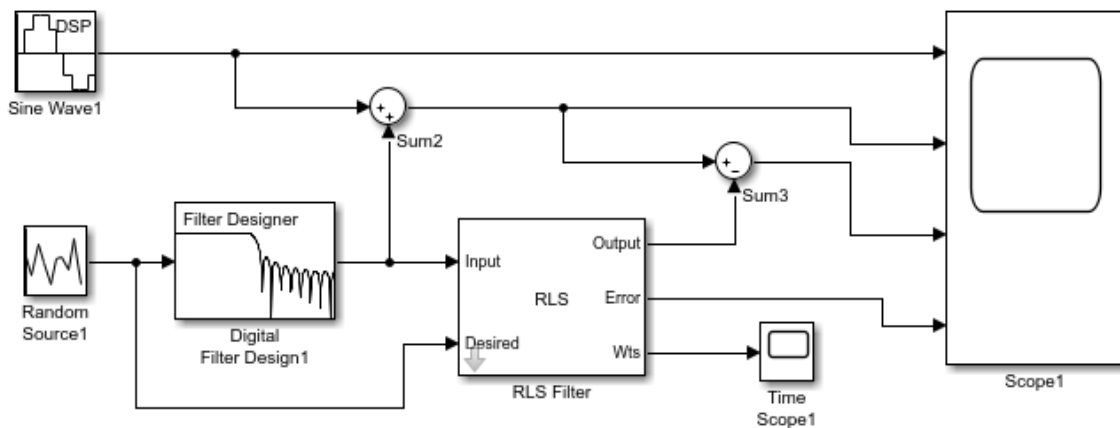 DSP
Sine Wave1
+
+
Sum2
+
−
Sum3
Filter Designer
Random
Source1
Digital
Filter Design1
Input
Desired
RLS
Output
Error
Wts
RLS Filter
Time
Scope1
Scope1